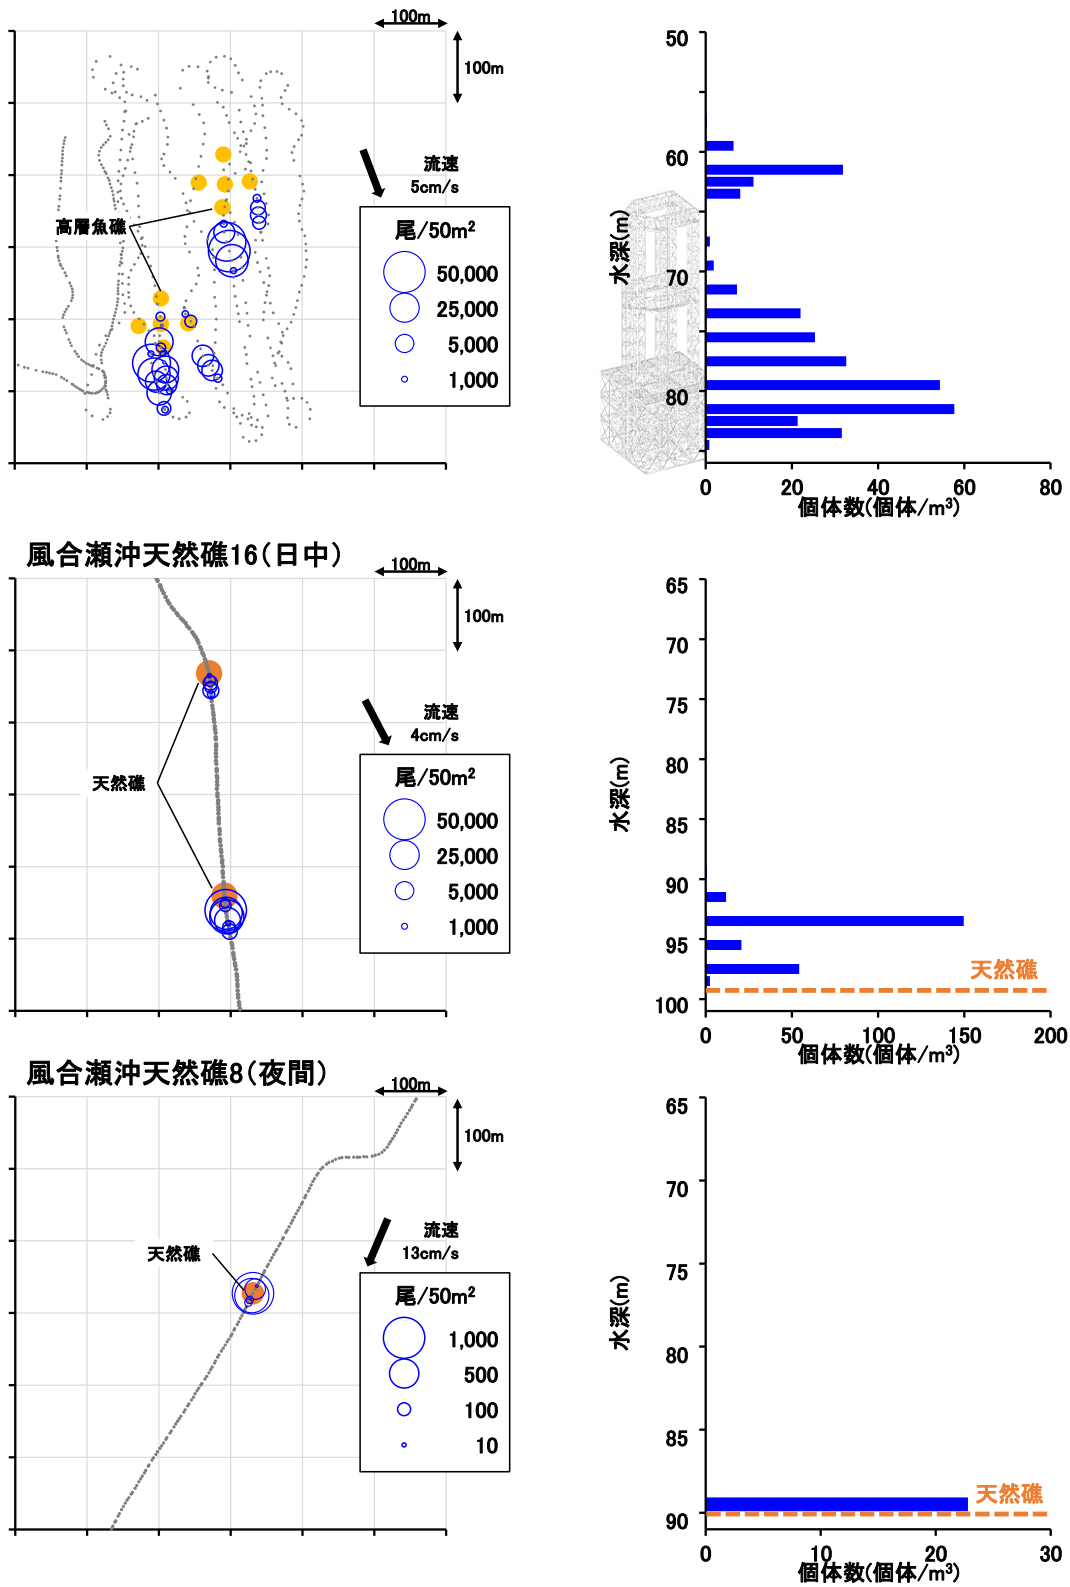 100m
100m
流速
5cm/s
高層魚礁
尾/50m²
50,000
25,000
5,000
1,000
50
60
70
80
水深(m)
0 20 40 60 80
個体数(個体/m³)
風合瀬沖天然礁16(日中)
100m
100m
流速
4cm/s
天然礁
尾/50m²
50,000
25,000
5,000
1,000
65
70
75
80
85
90
95
100
水深(m)
天然礁
0 50 100 150 200
個体数(個体/m³)
風合瀬沖天然礁8(夜間)
100m
100m
流速
13cm/s
天然礁
尾/50m²
1,000
500
100
10
65
70
75
80
85
90
水深(m)
天然礁
0 10 20 30
個体数(個体/m³)